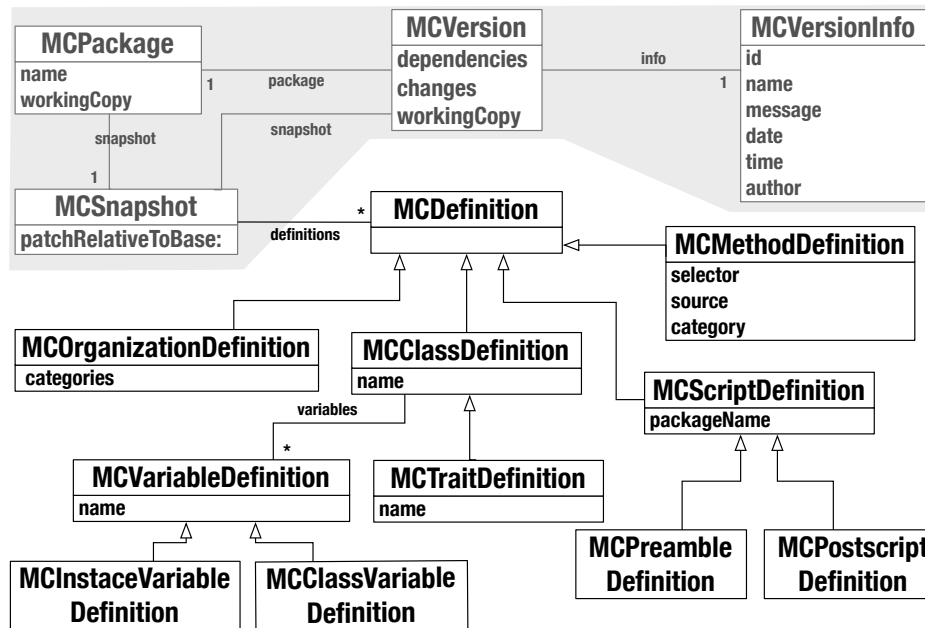 MCPackage
name
workingCopy
MCVersion
dependencies
changes
workingCopy
MCVersionInfo
id
name
message
date
time
author
1
package
info
1
snapshot
snapshot
1
MCSnapshot
patchRelativeToBase:
*
definitions
MCDefinition
MCMethodDefinition
selector
source
category
MCOrganizationDefinition
categories
MCClassDefinition
name
MCScriptDefinition
packageName
variables
*
MCVariableDefinition
name
MCTraitDefinition
name
MCInstaceVariable
Definition
MCClassVariable
Definition
MCPreamble
Definition
MCPostscript
Definition